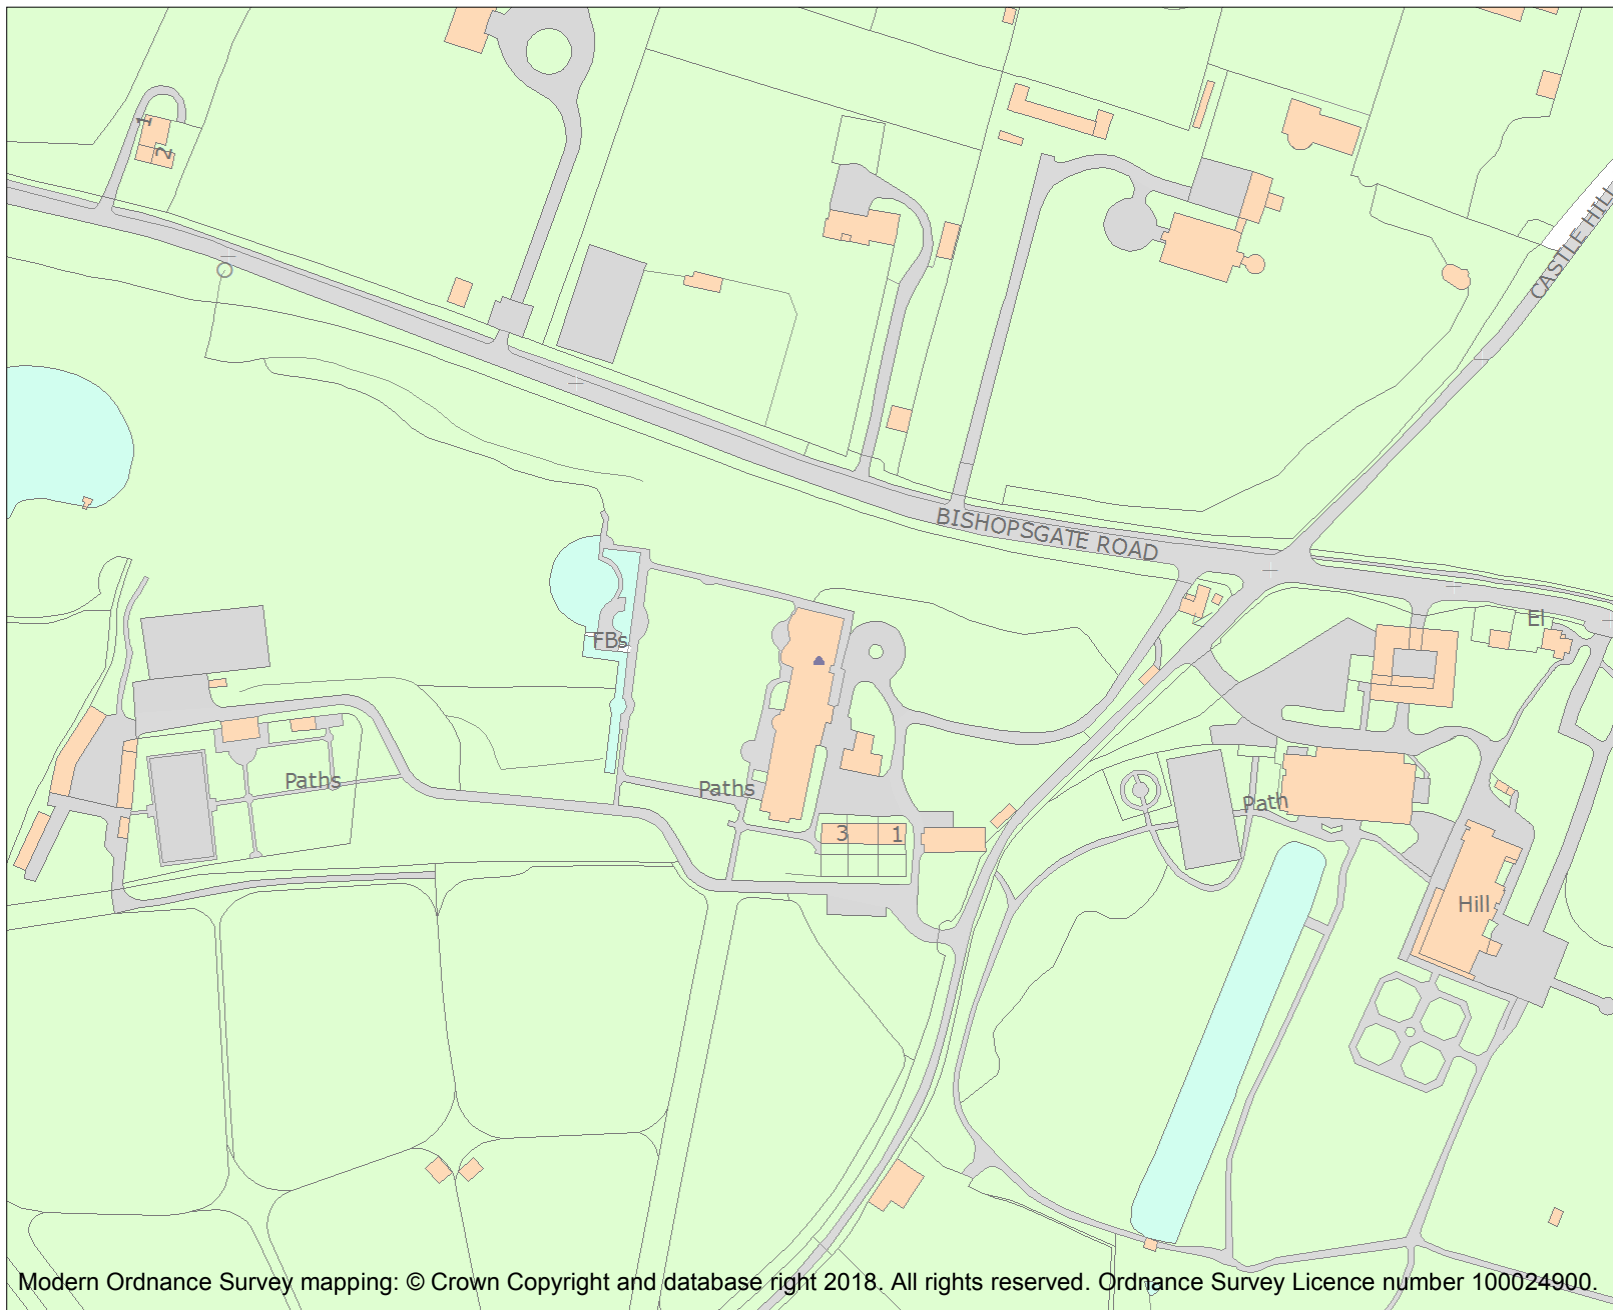 1
2
CASTLE HILL
BISHOPSGATE ROAD
El
FBs
Paths
Paths
Path
3
1
Hill
Modern Ordnance Survey mapping: © Crown Copyright and database right 2018. All rights reserved. Ordnance Survey Licence number 100024900.